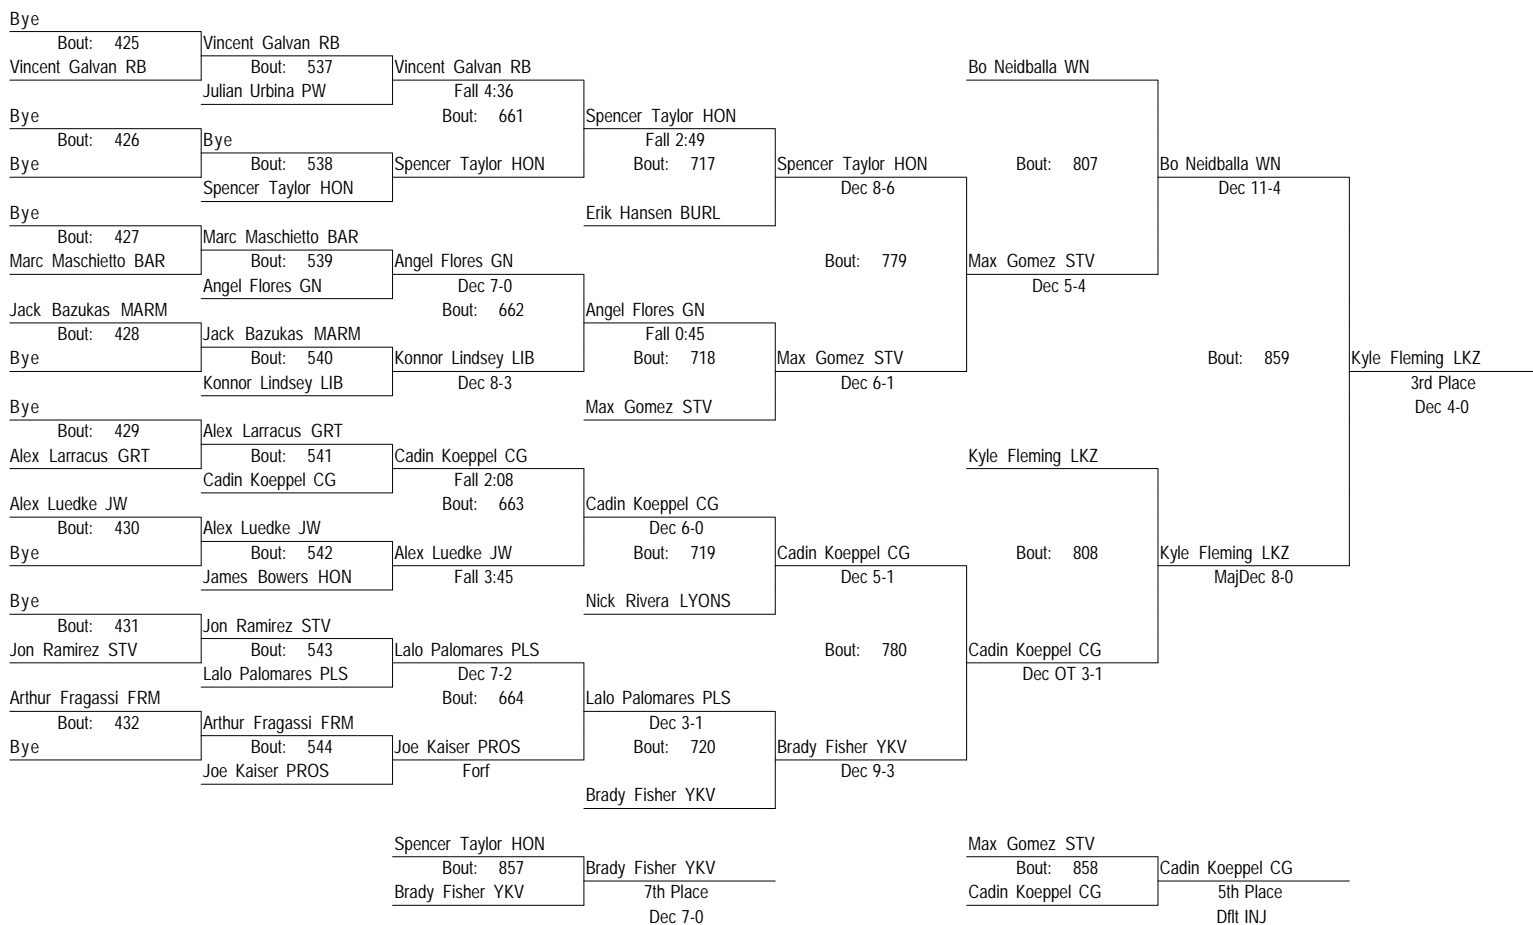 Bye
Bout: 425
Vincent Galvan RB
Vincent Galvan RB
Bout: 537
Julian Urbina PW
Vincent Galvan RB
Fall 4:36
Bout: 661
Bye
Bout: 426
Bye
Bye
Bout: 538
Spencer Taylor HON
Spencer Taylor HON
Spencer Taylor HON
Fall 2:49
Bout: 717
Erik Hansen BURL
Spencer Taylor HON
Dec 8-6
Bye
Bout: 427
Marc Maschietto BAR
Marc Maschietto BAR
Bout: 539
Angel Flores GN
Angel Flores GN
Dec 7-0
Bout: 662
Jack Bazukas MARM
Bout: 428
Bye
Jack Bazukas MARM
Bout: 540
Konnor Lindsey LIB
Konnor Lindsey LIB
Dec 8-3
Angel Flores GN
Fall 0:45
Bout: 718
Max Gomez STV
Max Gomez STV
Dec 6-1
Bout: 779
Max Gomez STV
Dec 5-4
Bo Neidballa WN
Bout: 807
Bo Neidballa WN
Dec 11-4
Bye
Bout: 429
Alex Larracus GRT
Alex Larracus GRT
Bout: 541
Cadin Koeppel CG
Cadin Koeppel CG
Fall 2:08
Bout: 663
Alex Luedke JW
Bout: 430
Bye
Alex Luedke JW
Bout: 542
James Bowers HON
Alex Luedke JW
Fall 3:45
Cadin Koeppel CG
Dec 6-0
Bout: 719
Nick Rivera LYONS
Cadin Koeppel CG
Dec 5-1
Bye
Bout: 431
Jon Ramirez STV
Jon Ramirez STV
Bout: 543
Lalo Palomares PLS
Lalo Palomares PLS
Dec 7-2
Bout: 664
Arthur Fragassi FRM
Bout: 432
Bye
Arthur Fragassi FRM
Bout: 544
Joe Kaiser PROS
Joe Kaiser PROS
Forf
Lalo Palomares PLS
Dec 3-1
Bout: 720
Brady Fisher YKV
Brady Fisher YKV
Dec 9-3
Bout: 780
Cadin Koeppel CG
Dec OT 3-1
Kyle Fleming LKZ
Bout: 808
Kyle Fleming LKZ
MajDec 8-0
Bout: 859
Kyle Fleming LKZ
3rd Place
Dec 4-0
Spencer Taylor HON
Bout: 857
Brady Fisher YKV
Brady Fisher YKV
7th Place
Dec 7-0
Max Gomez STV
Bout: 858
Cadin Koeppel CG
Cadin Koeppel CG
5th Place
Dflt INJ